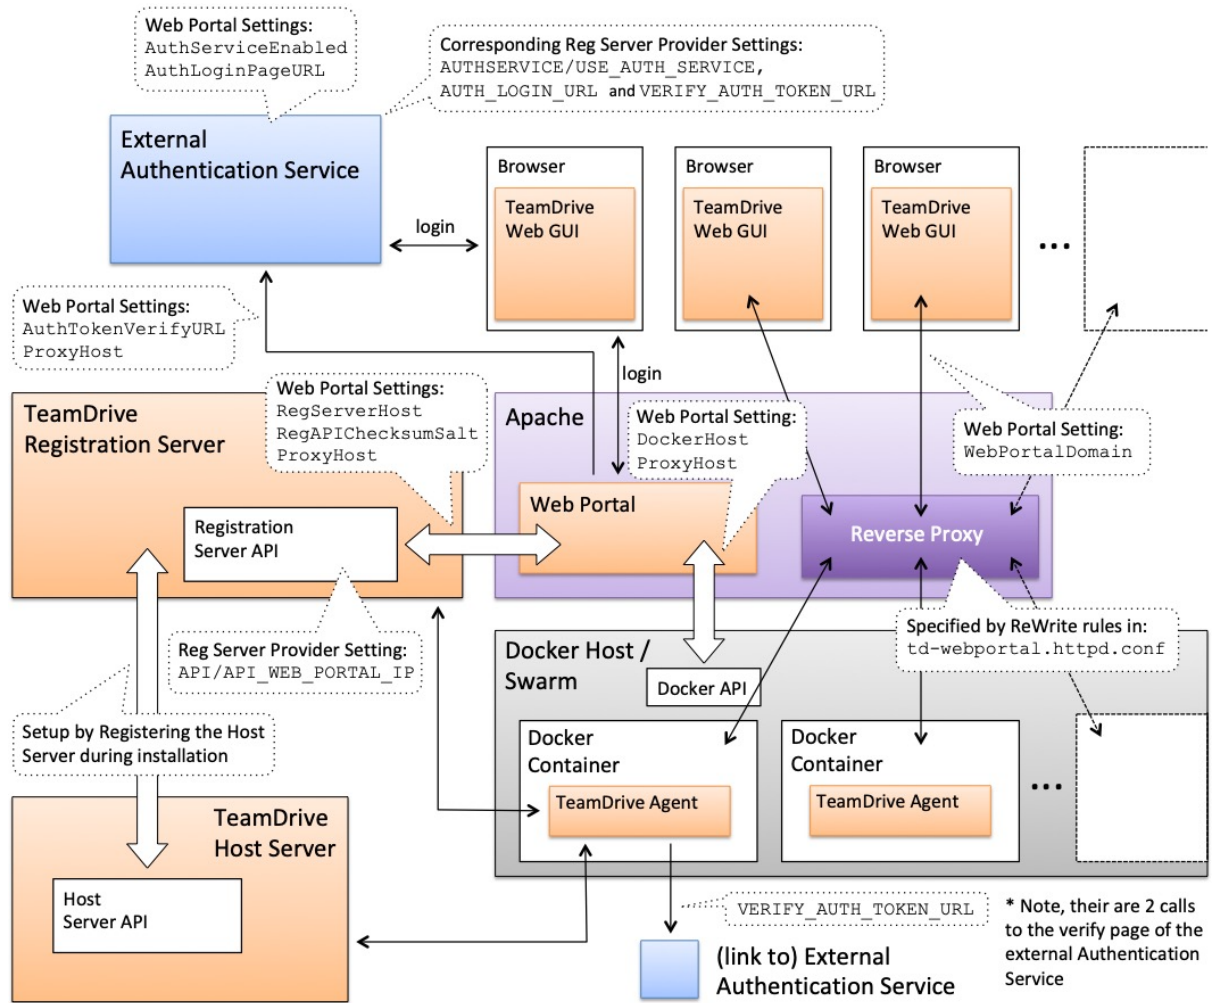 Web Portal Settings:
AuthServiceEnabled
AuthLoginPageURL
Corresponding Reg Server Provider Settings:
AUTHSERVICE/USE_AUTH_SERVICE,
AUTH_LOGIN_URL and VERIFY_AUTH_TOKEN_URL
External
Authentication Service
Browser
TeamDrive
Web GUI
Browser
TeamDrive
Web GUI
Browser
TeamDrive
Web GUI
...
login
Web Portal Settings:
AuthTokenVerifyURL
ProxyHost
login
TeamDrive
Registration Server
Web Portal Settings:
RegServerHost
RegAPIChecksumSalt
ProxyHost
Apache
Web Portal Setting:
DockerHost
ProxyHost
Web Portal Setting:
WebPortalDomain
Web Portal
Reverse Proxy
Registration
Server API
Reg Server Provider Setting:
API/API_WEB_PORTAL_IP
Specified by ReWrite rules in:
td-webportal.httpd.conf
Docker Host /
Swarm
Docker API
Setup by Registering the Host
Server during installation
Docker
Container
TeamDrive Agent
Docker
Container
TeamDrive Agent
...
TeamDrive
Host Server
Host
Server API
VERIFY_AUTH_TOKEN_URL
(link to) External
Authentication Service
* Note, their are 2 calls
to the verify page of the
external Authentication
Service